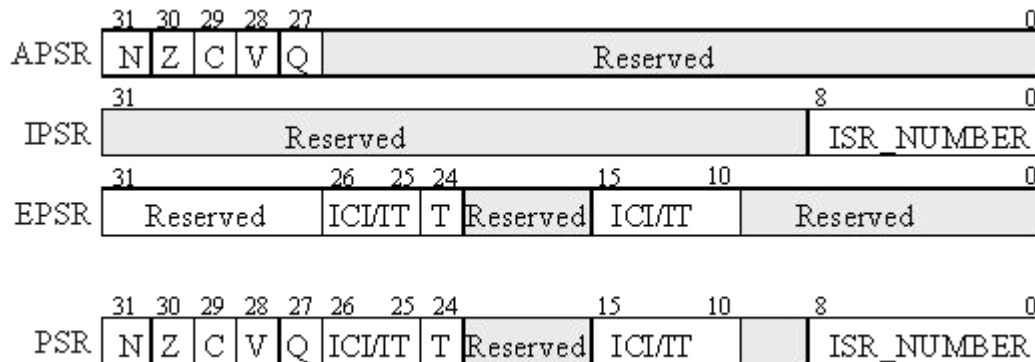 31 30 29 28 27 0
APSR N Z C V Q Reserved
31 8 0
IPSR Reserved ISR_NUMBER
31 26 25 24 15 10 0
EPSR Reserved ICI/IT T Reserved ICI/IT Reserved
31 30 29 28 27 26 25 24 15 10 8 0
PSR N Z C V Q ICI/IT T Reserved ICI/IT ISR_NUMBER